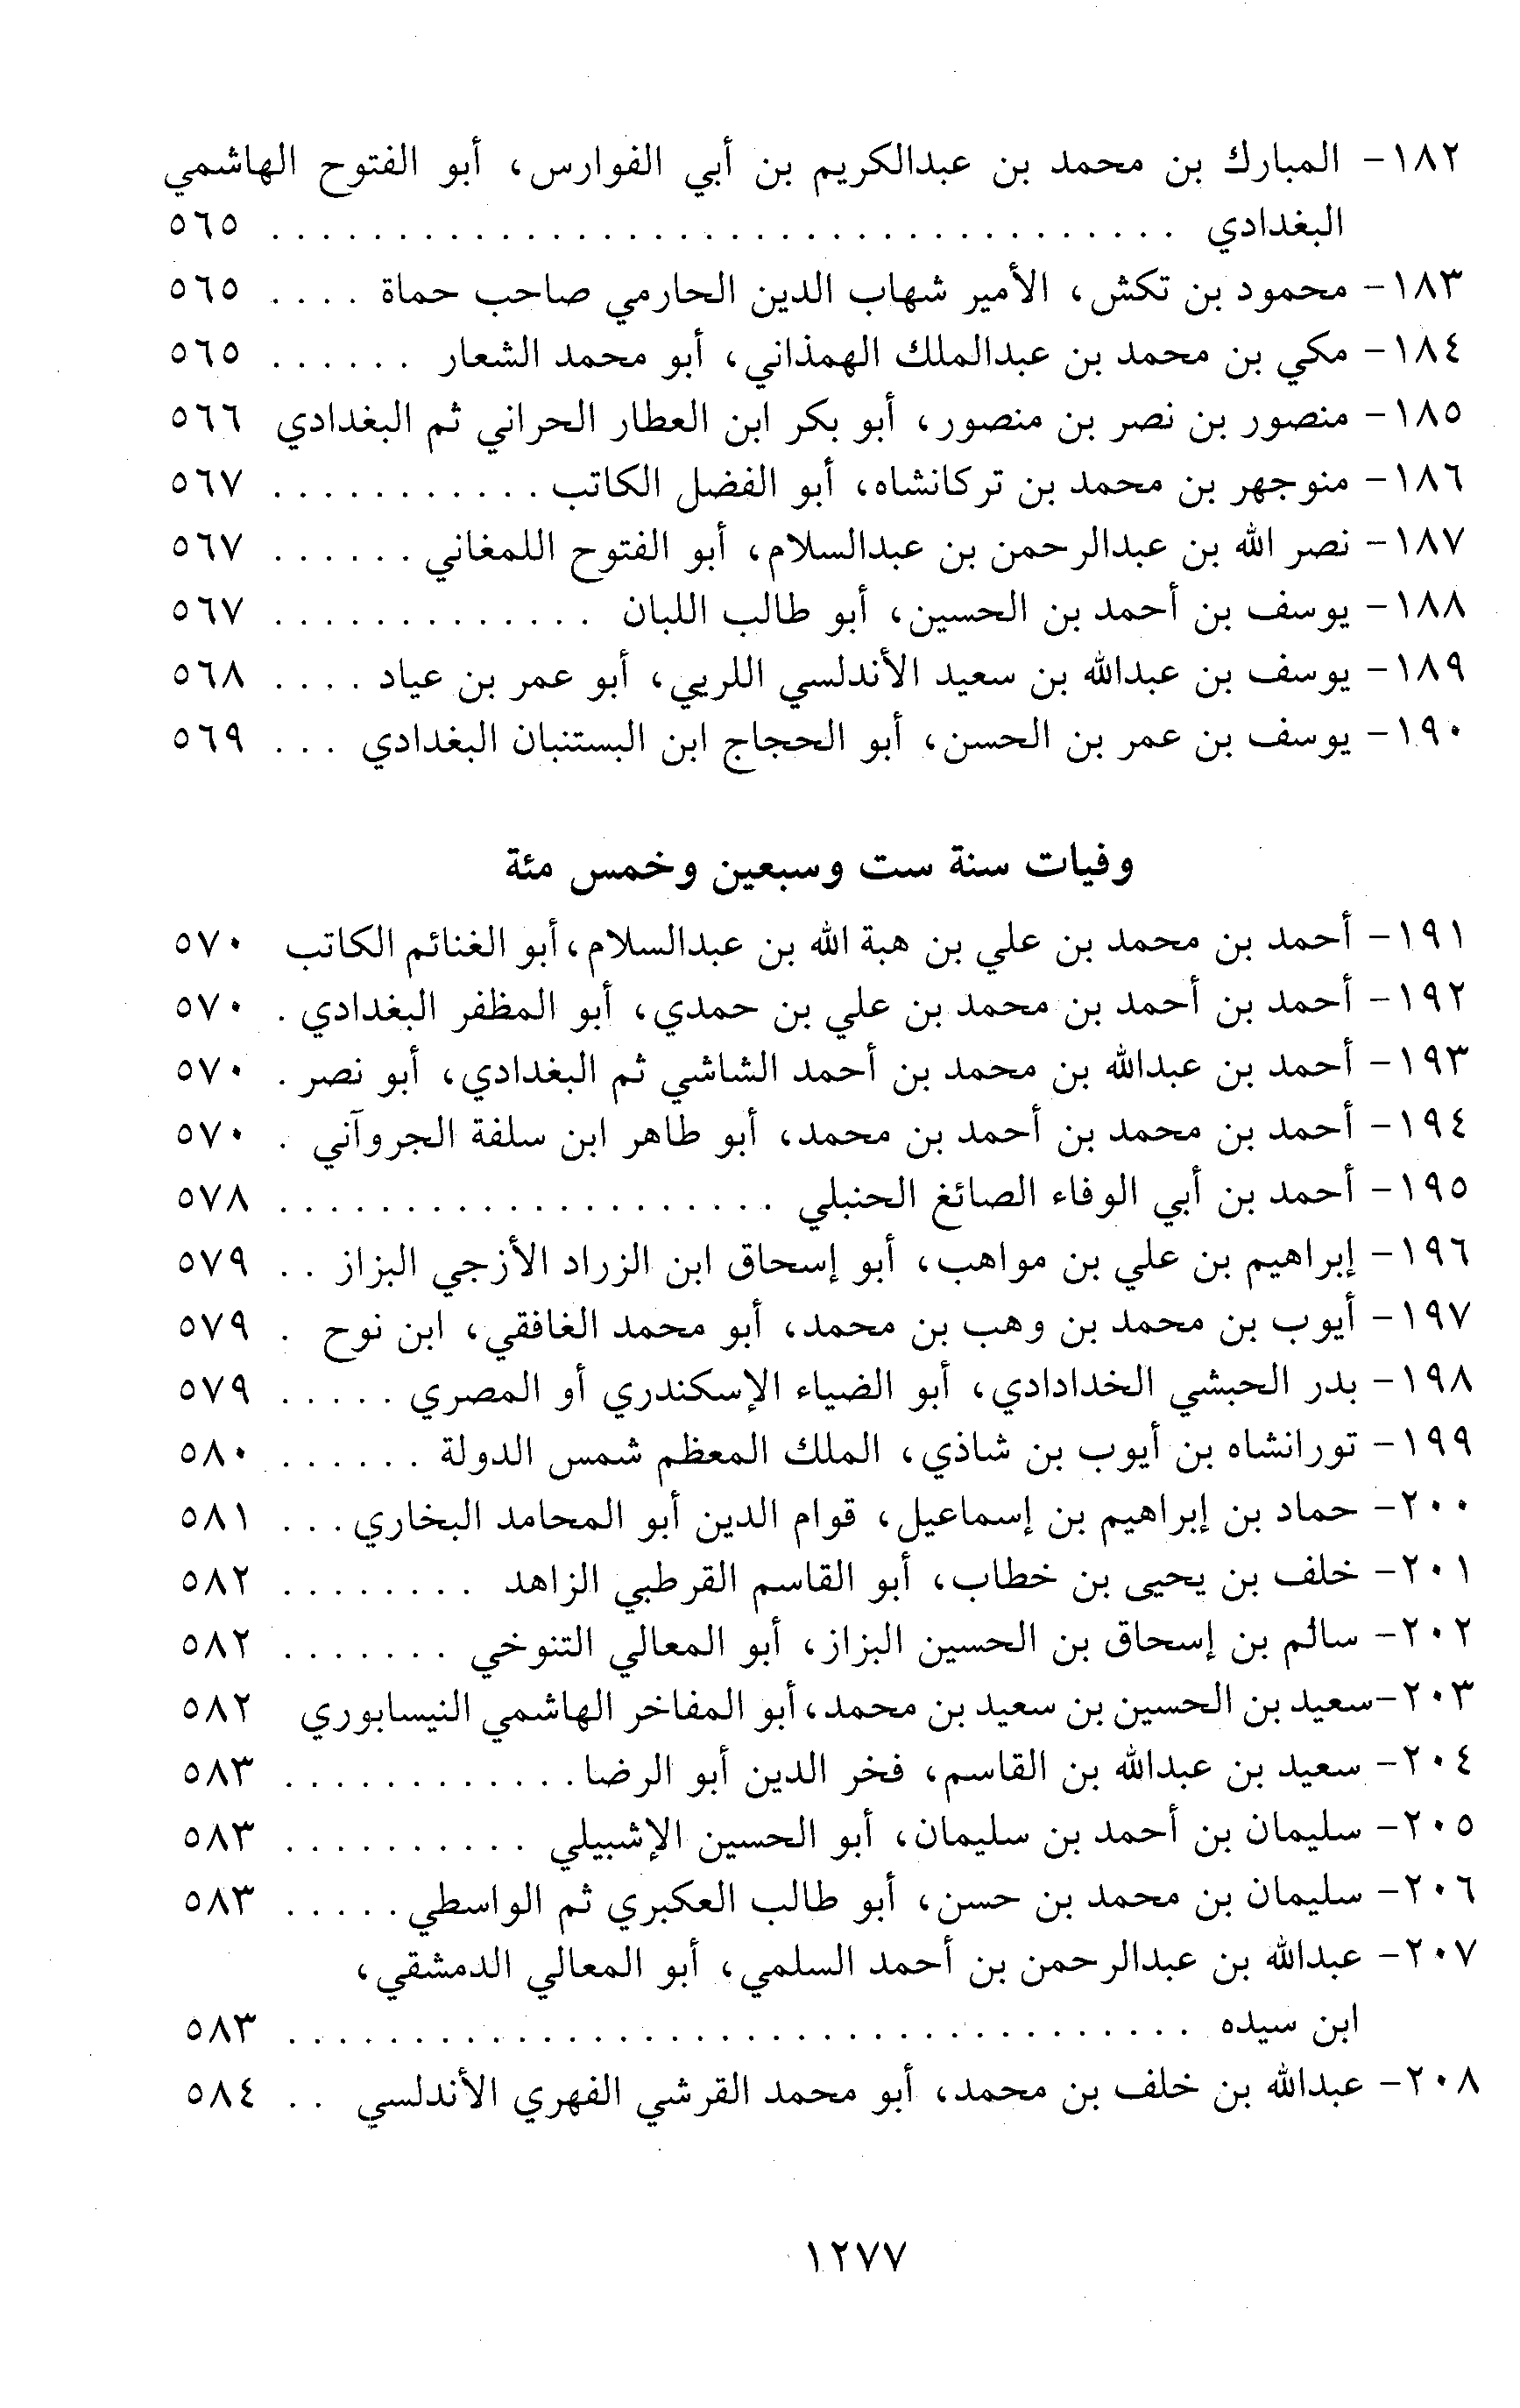 ١٨٢- المبارك بن محمد بن عبدالكريم بن أبي الفوارس، أبو الفتوح الهاشمي
البغدادي . . . . . . . . . . . . . . . . . . . . . . . . . . . . . . . . . . . . ٥٦٥
١٨٣- محمود بن تكش، الأمير شهاب الدين الحارمي صاحب حماة . . . . ٥٦٥
١٨٤- مكي بن محمد بن عبدالملك الهمذاني، أبو محمد الشعار . . . . . . ٥٦٥
١٨٥- منصور بن نصر بن منصور، أبو بكر ابن العطار الحراني ثم البغدادي ٥٦٦
١٨٦- منوجهر بن محمد بن تركانشاه، أبو الفضل الكاتب . . . . . . . . . . . ٥٦٧
١٨٧- نصر الله بن عبدالرحمن بن عبدالسلام، أبو الفتوح اللمغاني . . . . . . ٥٦٧
١٨٨- يوسف بن أحمد بن الحسين، أبو طالب اللبان . . . . . . . . . . . . . ٥٦٧
١٨٩- يوسف بن عبدالله بن سعيد الأندلسي اللريي، أبو عمر بن عياد . . . . ٥٦٨
١٩٠- يوسف بن عمر بن الحسن، أبو الحجاج ابن البستنبان البغدادي . . . ٥٦٩
وفيات سنة ست وسبعين وخمس مئة
١٩١- أحمد بن محمد بن علي بن هبة الله بن عبدالسلام، أبو الغنائم الكاتب ٥٧٠
١٩٢- أحمد بن أحمد بن محمد بن علي بن حمدي، أبو المظفر البغدادي . ٥٧٠
١٩٣- أحمد بن عبدالله بن محمد بن أحمد الشاشي ثم البغدادي، أبو نصر . ٥٧٠
١٩٤- أحمد بن محمد بن أحمد بن محمد، أبو طاهر ابن سلفة الجروآني . ٥٧٠
١٩٥- أحمد بن أبي الوفاء الصائغ الحنبلي . . . . . . . . . . . . . . . . . . . . ٥٧٨
١٩٦- إبراهيم بن علي بن مواهب، أبو إسحاق ابن الزراد الأزجي البزاز . . ٥٧٩
١٩٧- أيوب بن محمد بن وهب بن محمد، أبو محمد الغافقي، ابن نوح . ٥٧٩
١٩٨- بدر الحبشي الخدادادي، أبو الضياء الإسكندري أو المصري . . . . . ٥٧٩
١٩٩- تورانشاه بن أيوب بن شاذي، الملك المعظم شمس الدولة . . . . . . ٥٨٠
٢٠٠- حماد بن إبراهيم بن إسماعيل، قوام الدين أبو المحامد البخاري . . . ٥٨١
٢٠١- خلف بن يحيى بن خطاب، أبو القاسم القرطبي الزاهد . . . . . . . . ٥٨٢
٢٠٢- سالم بن إسحاق بن الحسين البزاز، أبو المعالي التنوخي . . . . . . . ٥٨٢
٢٠٣- سعيد بن الحسين بن سعيد بن محمد، أبو المفاخر الهاشمي النيسابوري ٥٨٢
٢٠٤- سعيد بن عبدالله بن القاسم، فخر الدين أبو الرضا . . . . . . . . . . . . ٥٨٣
٢٠٥- سليمان بن أحمد بن سليمان، أبو الحسين الإشبيلي . . . . . . . . . . ٥٨٣
٢٠٦- سليمان بن محمد بن حسن، أبو طالب العكبري ثم الواسطي . . . . . ٥٨٣
٢٠٧- عبدالله بن عبدالرحمن بن أحمد السلمي، أبو المعالي الدمشقي،
ابن سيده . . . . . . . . . . . . . . . . . . . . . . . . . . . . . . . . . . . . ٥٨٣
٢٠٨- عبدالله بن خلف بن محمد، أبو محمد القرشي الفهري الأندلسي . . ٥٨٤
١٢٧٧